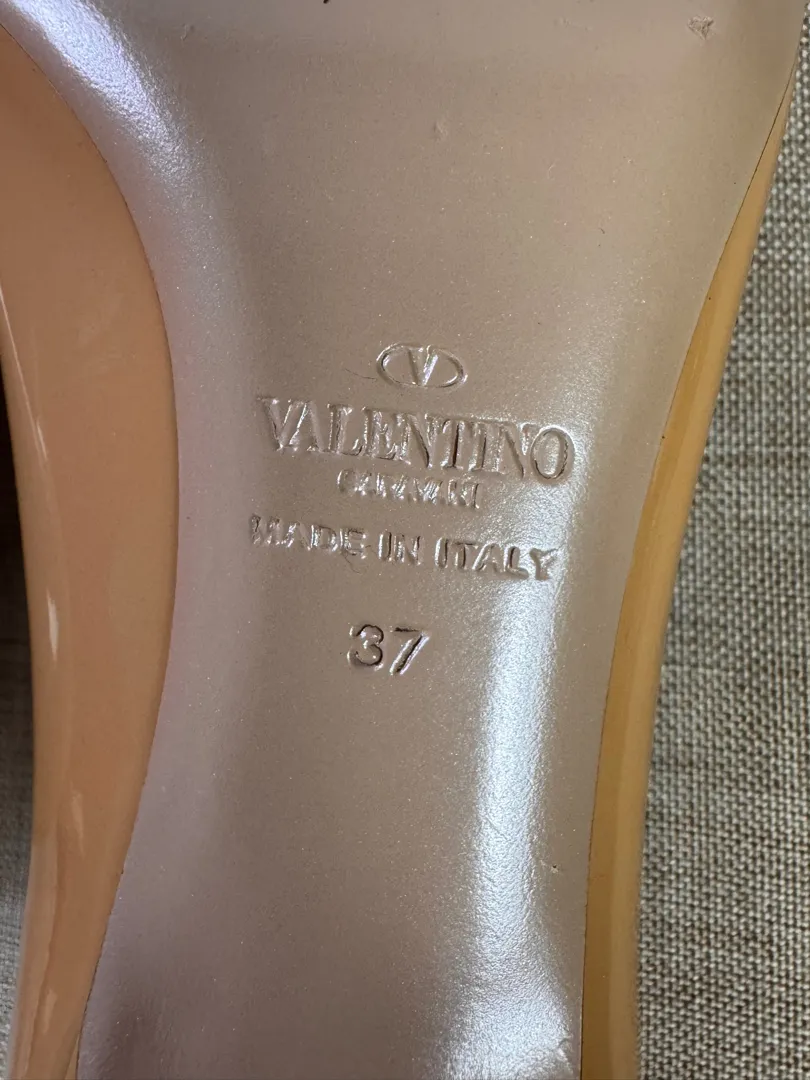 V
VALENTINO
GARAVANI
MADE IN ITALY
37